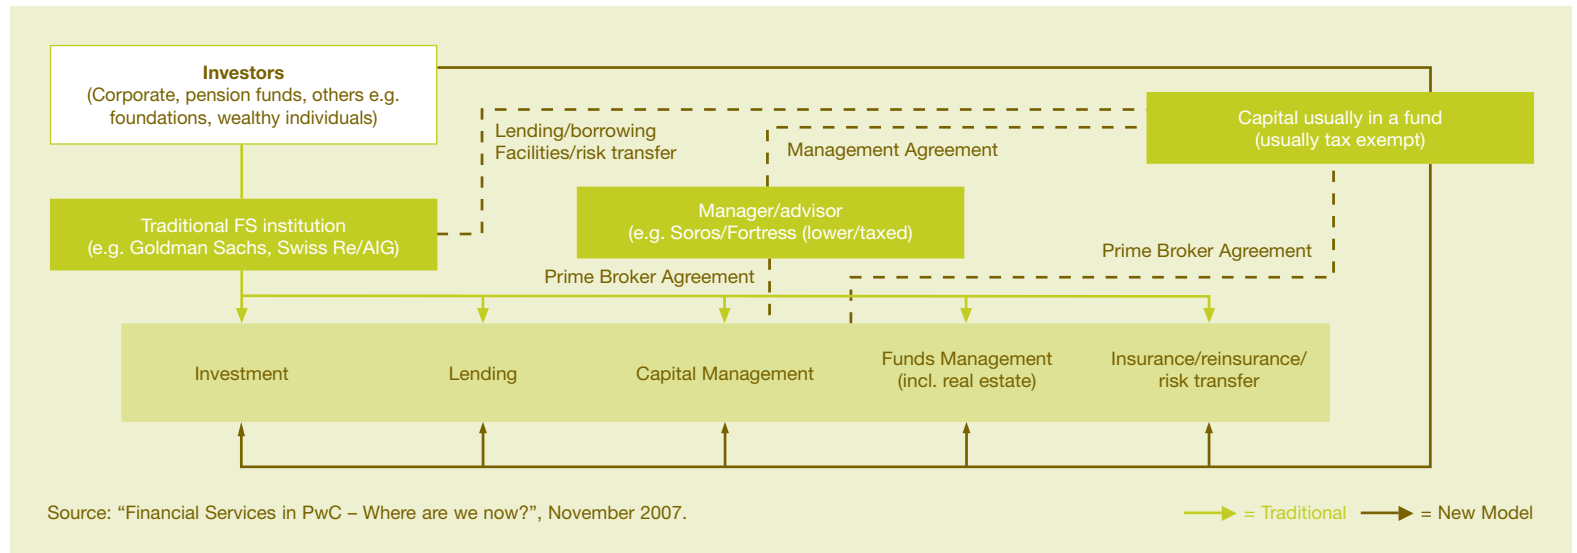 Investors
(Corporate, pension funds, others e.g.
foundations, wealthy individuals)
Lending/borrowing
Facilities/risk transfer
Management Agreement
Capital usually in a fund
(usually tax exempt)
Traditional FS institution
(e.g. Goldman Sachs, Swiss Re/AIG)
Manager/advisor
(e.g. Soros/Fortress (lower/taxed)
Prime Broker Agreement
Prime Broker Agreement
Investment
Lending
Capital Management
Funds Management
(incl. real estate)
Insurance/reinsurance/
risk transfer
Source: “Financial Services in PwC – Where are we now?”, November 2007.
= Traditional
= New Model